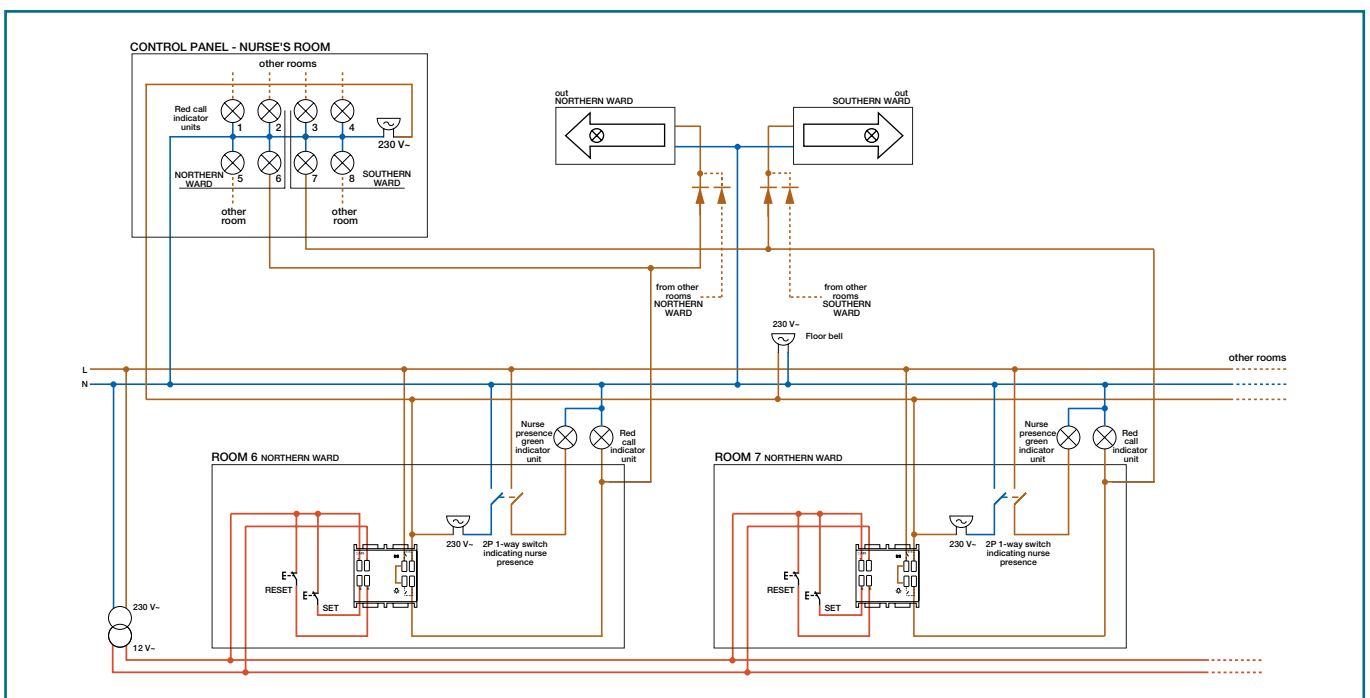 CONTROL PANEL - NURSE'S ROOM
other rooms
Red call
indicator
units
1
2
3
4
230 V~
NORTHERN
WARD
5
6
7
8
SOUTHERN
WARD
other
room
other
room
out
NORTHERN WARD
out
SOUTHERN WARD
from other
rooms
NORTHERN
WARD
from other
rooms
SOUTHERN
WARD
230 V~
Floor bell
other rooms
L
N
Nurse
presence
green
indicator
unit
Red
call
indicator
unit
ROOM 6 NORTHERN WARD
230 V~
2P 1-way switch
indicating nurse
presence
RESET
SET
Nurse
presence
green
indicator
unit
Red
call
indicator
unit
ROOM 7 NORTHERN WARD
230 V~
2P 1-way switch
indicating nurse
presence
RESET
SET
230 V~
12 V~